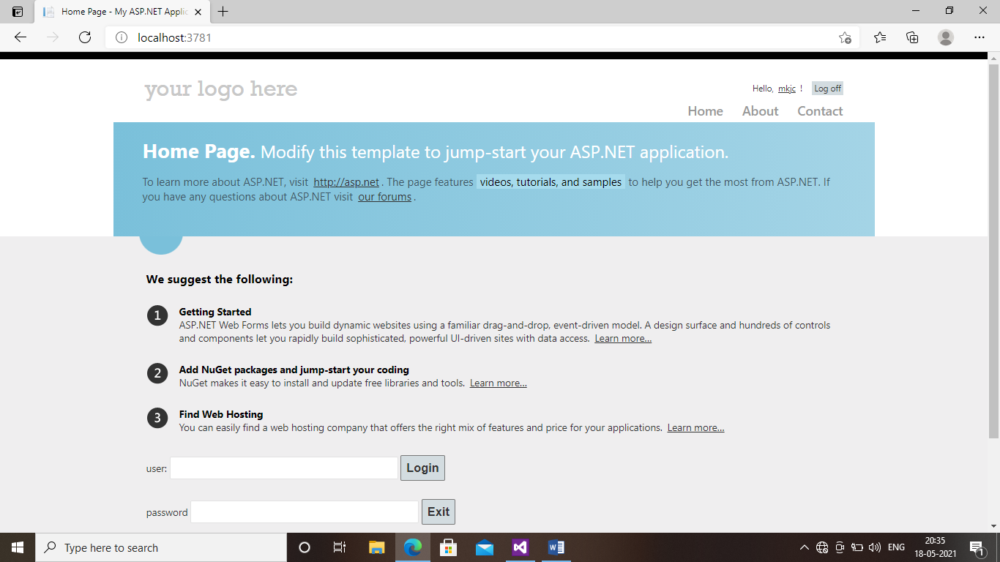 Home Page - My ASP.NET Applic
localhost:3781
your logo here
Hello, mkjc ! Log off
Home About Contact
Home Page. Modify this template to jump-start your ASP.NET application.
To learn more about ASP.NET, visit http://asp.net. The page features videos, tutorials, and samples to help you get the most from ASP.NET. If
you have any questions about ASP.NET visit our forums.
We suggest the following:
1 Getting Started
ASP.NET Web Forms lets you build dynamic websites using a familiar drag-and-drop, event-driven model. A design surface and hundreds of controls
and components let you rapidly build sophisticated, powerful UI-driven sites with data access. Learn more...
2 Add NuGet packages and jump-start your coding
NuGet makes it easy to install and update free libraries and tools. Learn more...
3 Find Web Hosting
You can easily find a web hosting company that offers the right mix of features and price for your applications. Learn more...
user: Login
password Exit
Type here to search
ENG
20:35
18-05-2021
1